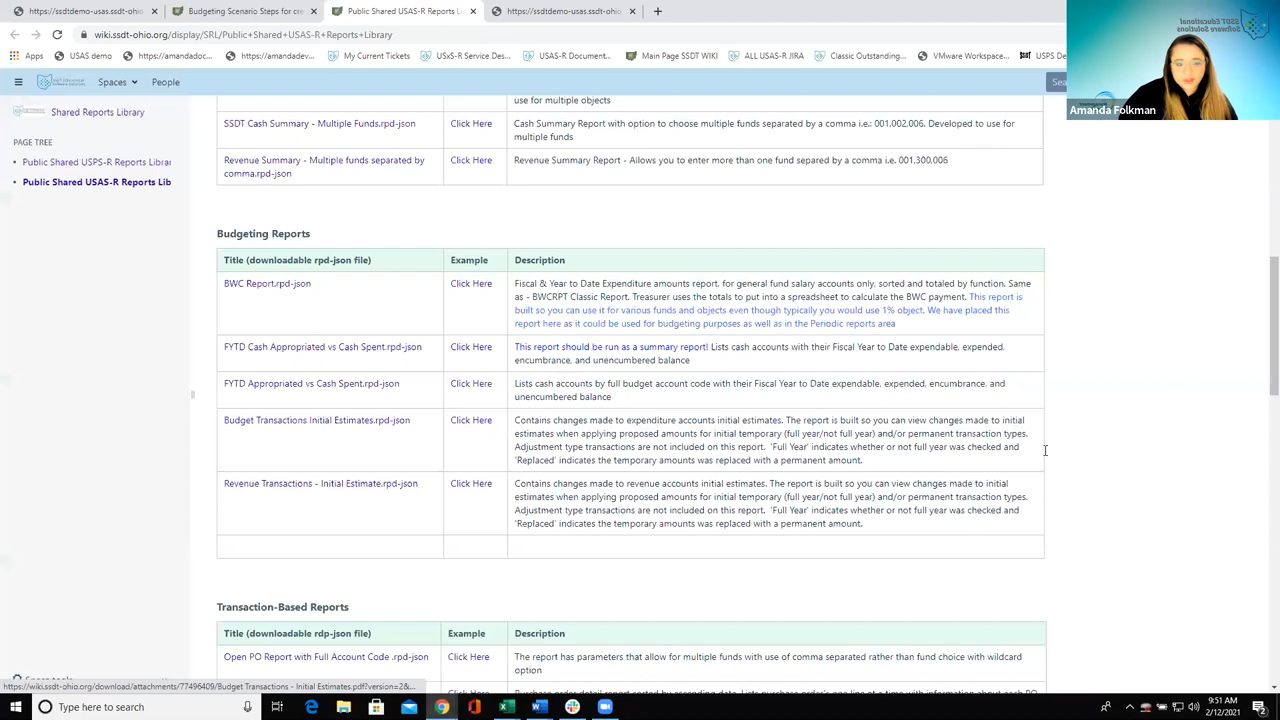 https://ssdtdemo-usas.ssdt-ohio
Budgeting Scenario Steps for cre
Public Shared USAS-R Reports Lib
https://ssdtdemo-usas.ssdt-ohio
wiki.ssdt-ohio.org/display/SRL/Public+Shared+USAS-R+Reports+Library
Apps
USAS demo
https://mamadoc...
https://mamadev...
My Current Tickets
USxS-R Service Des...
USAS-R Document...
Main Page SSDT WIKI
ALL USAS-R JIRA
Classic Outstanding...
VMware Workspace...
USPS De
SSDT Educational
Software Solutions
Amanda Folkman
Spaces
People
Sea
Shared Reports Library
PAGE TREE
Public Shared USPS-R Reports Librar
Public Shared USAS-R Reports Lib
use for multiple objects
SSDT Cash Summary - Multiple Funds.rpd-json
Click Here
Cash Summary Report with option to choose multiple funds separated by a comma i.e.: 001,002,006. Developed to use for
multiple funds
Revenue Summary - Multiple funds separated by
comma.rpd-json
Click Here
Revenue Summary Report - Allows you to enter more than one fund separed by a comma i.e. 001,300,006
Budgeting Reports
Title (downloadable rpd-json file)
Example
Description
BWC Report.rpd-json
Click Here
Fiscal & Year to Date Expenditure amounts report, for general fund salary accounts only, sorted and totaled by function. Same
as - BWCRPT Classic Report. Treasurer uses the totals to put into a spreadsheet to calculate the BWC payment. This report is
built so you can use it for various funds and objects even though typically you would use 1% object. We have placed this
report here as it could be used for budgeting purposes as well as in the Periodic reports area
FYTD Cash Appropriated vs Cash Spent.rpd-json
Click Here
This report should be run as a summary report! Lists cash accounts with their Fiscal Year to Date expendable, expended,
encumbrance, and unencumbered balance
FYTD Appropriated vs Cash Spent.rpd-json
Click Here
Lists cash accounts by full budget account code with their Fiscal Year to Date expendable, expended, encumbrance, and
unencumbered balance
Budget Transactions Initial Estimates.rpd-json
Click Here
Contains changes made to expenditure accounts initial estimates. The report is built so you can view changes made to initial
estimates when applying proposed amounts for initial temporary (full year/not full year) and/or permanent transaction types.
Adjustment type transactions are not included on this report. 'Full Year' indicates whether or not full year was checked and
'Replaced' indicates the temporary amounts was replaced with a permanent amount.
Revenue Transactions - Initial Estimate.rpd-json
Click Here
Contains changes made to revenue accounts initial estimates. The report is built so you can view changes made to initial
estimates when applying proposed amounts for initial temporary (full year/not full year) and/or permanent transaction types.
Adjustment type transactions are not included on this report. 'Full Year' indicates whether or not full year was checked and
'Replaced' indicates the temporary amounts was replaced with a permanent amount.
Transaction-Based Reports
Title (downloadable rdp-json file)
Example
Description
Open PO Report with Full Account Code .rpd-json
Click Here
The report has parameters that allow for multiple funds with use of comma separated rather than fund choice with wildcard
option
https://wiki.ssdt-ohio.org/download/attachments/77496409/Budget Transactions - Initial Estimates.pdf?version=2&...
Type here to search
9:51 AM
2/12/2021